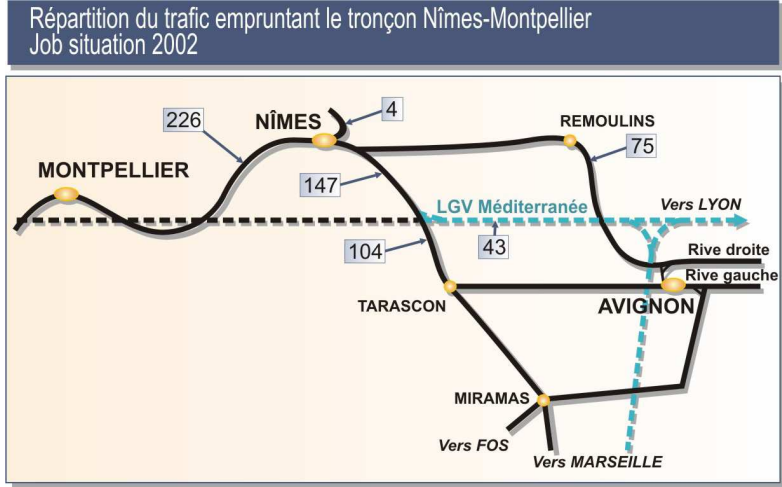 Répartition du trafic empruntant le tronçon Nîmes-Montpellier
Job situation 2002
4
226
NÎMES
REMOULINS
75
MONTPELLIER
147
LGV Méditerranée
Vers LYON
104
43
Rive droite
Rive gauche
TARASCON
AVIGNON
MIRAMAS
Vers FOS
Vers MARSEILLE